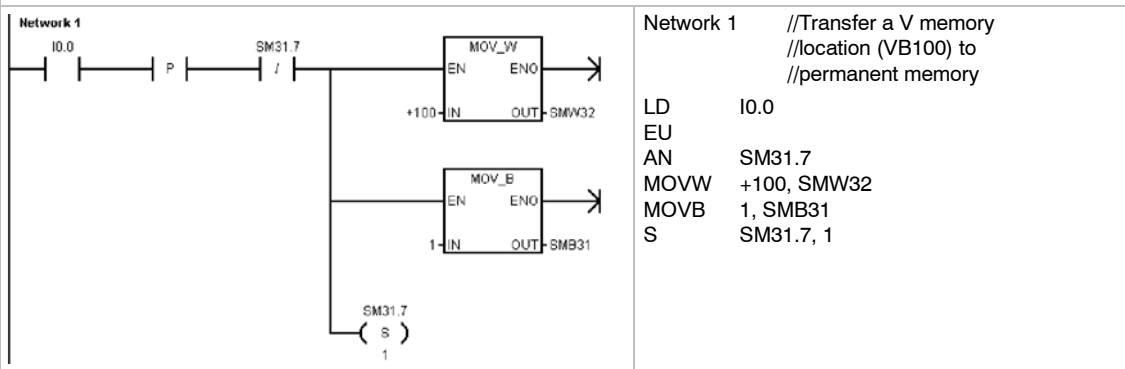 Network 1
I0.0
P
SM31.7
/
MOV_W
EN ENO
+100 IN OUT SMW32
MOV_B
EN ENO
1 IN OUT SMB31
SM31.7
S
1
Network 1 //Transfer a V memory
//location (VB100) to
//permanent memory
LD I0.0
EU
AN SM31.7
MOVW +100, SMW32
MOVB 1, SMB31
S SM31.7, 1